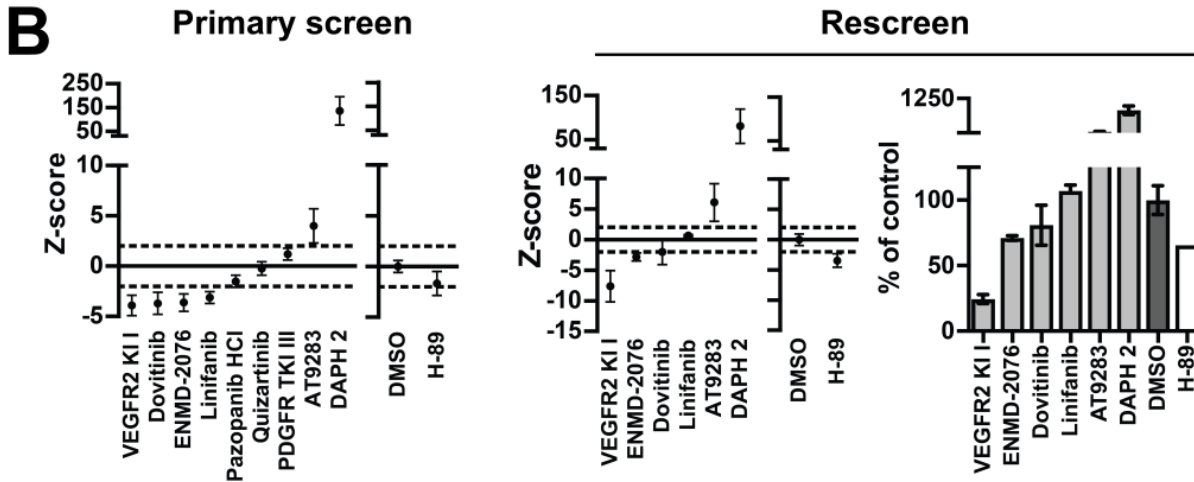 B
Primary screen
Rescreen
Z-score
250
150
50
10
5
0
-5
VEGFR2 KI I
Dovitinib
ENMD-2076
Linifanib
Pazopanib HCl
Quizartinib
PDGFR TKI III
AT9283
DAPH 2
DMSO
H-89
Z-score
150
50
10
5
0
-5
-10
-15
VEGFR2 KI I
ENMD-2076
Dovitinib
Linifanib
AT9283
DAPH 2
DMSO
H-89
% of control
1250
100
50
0
VEGFR2 KI I
ENMD-2076
Dovitinib
Linifanib
AT9283
DAPH 2
DMSO
H-89